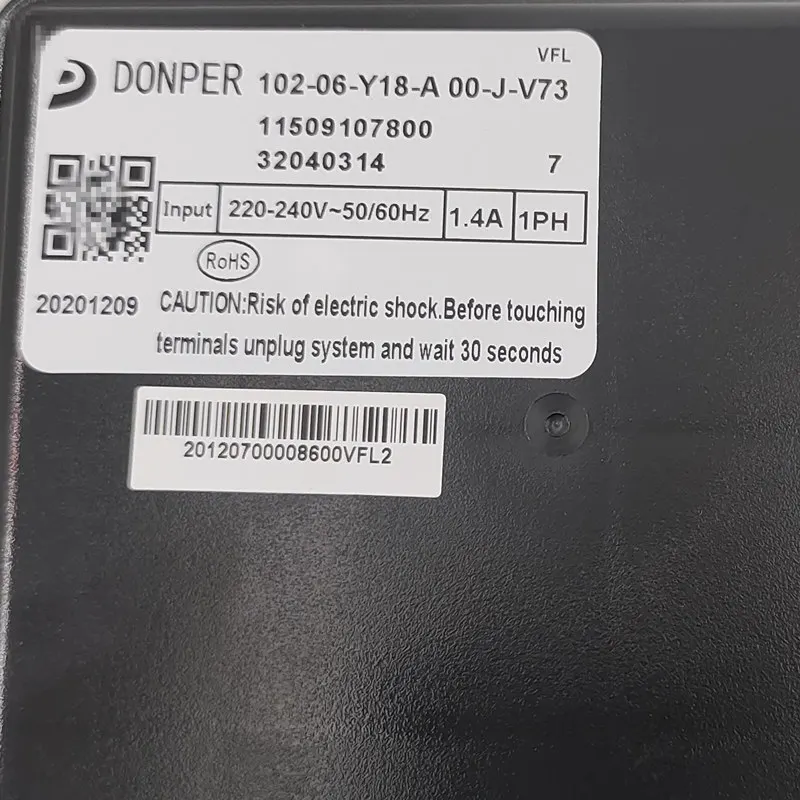 VFL
DONPER 102-06-Y18-A 00-J-V73
11509107800
32040314 7
Input 220-240V~50/60Hz 1.4A 1PH
RoHS
20201209 CAUTION:Risk of electric shock.Before touching
terminals unplug system and wait 30 seconds
20120700008600VFL2